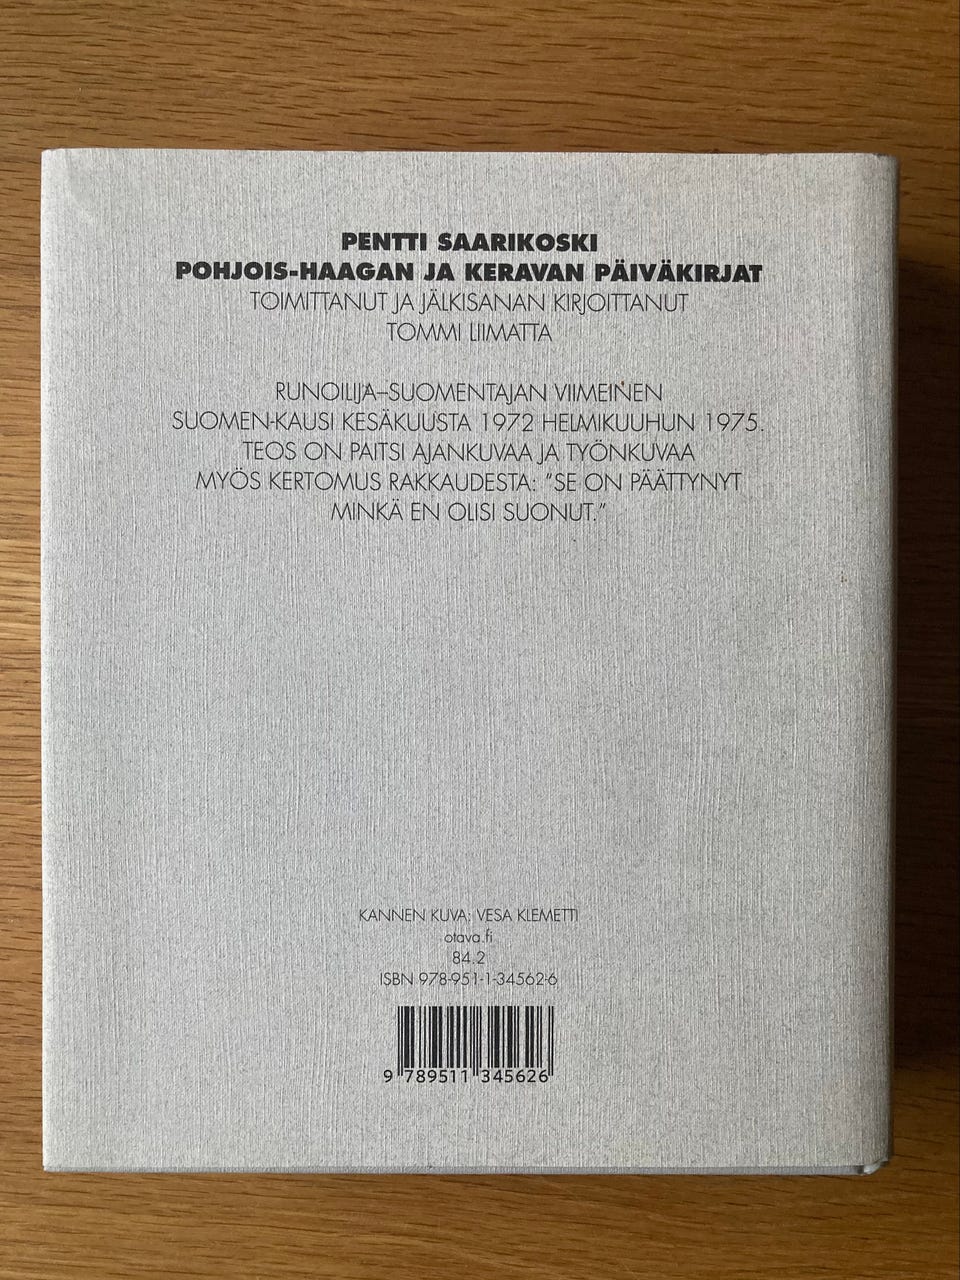 PENTTI SAARIKOSKI
POHJOIS-HAAGAN JA KERAVAN PÄIVÄKIRJAT
TOIMITTANUT JA JÄLKISANAN KIRJOITTANUT
TOMMI LIIMATTA
RUNOILIJA–SUOMENTAJAN VIIMEINEN
SUOMEN-KAUSI KESÄKUUSTA 1972 HELMIKUUHUN 1975.
TEOS ON PAITSI AJANKUVAA JA TYÖNKUVAA
MYÖS KERTOMUS RAKKAUDESTA: ”SE ON PÄÄTTYNYT
MINKÄ EN OLISI SUONUT.”
KANNEN KUVA: VESA KLEMETTI
otava.fi
84.2
ISBN 978-951-1-34562-6
9 789511 345626